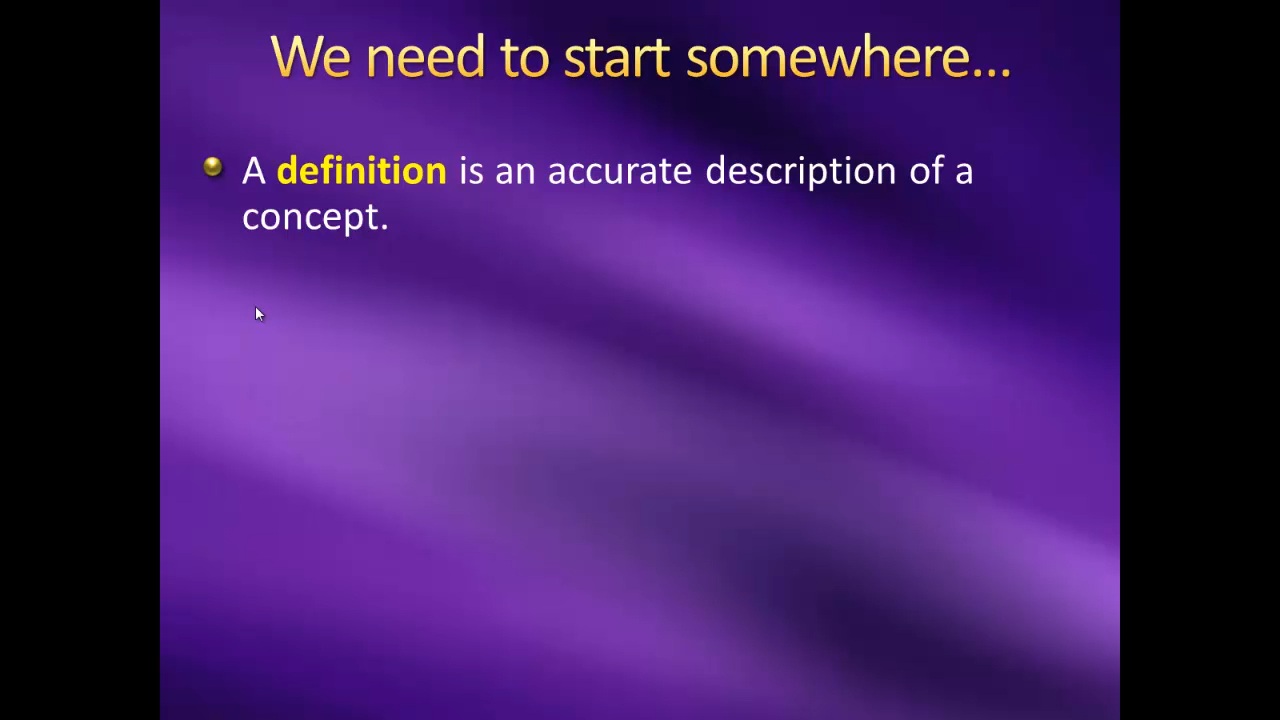 We need to start somewhere...
A definition is an accurate description of a
concept.